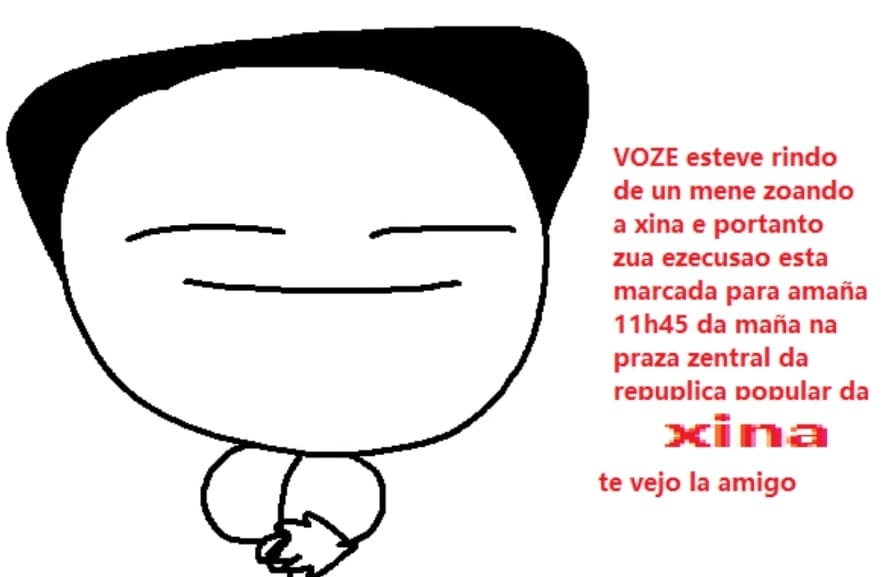 VOZE esteve rindo
de un mene zoando
a xina e portanto
zua ezecusao esta
marcada para amaña
11h45 da maña na
praza zentral da
repuplica popular da
xina
te vejo la amigo